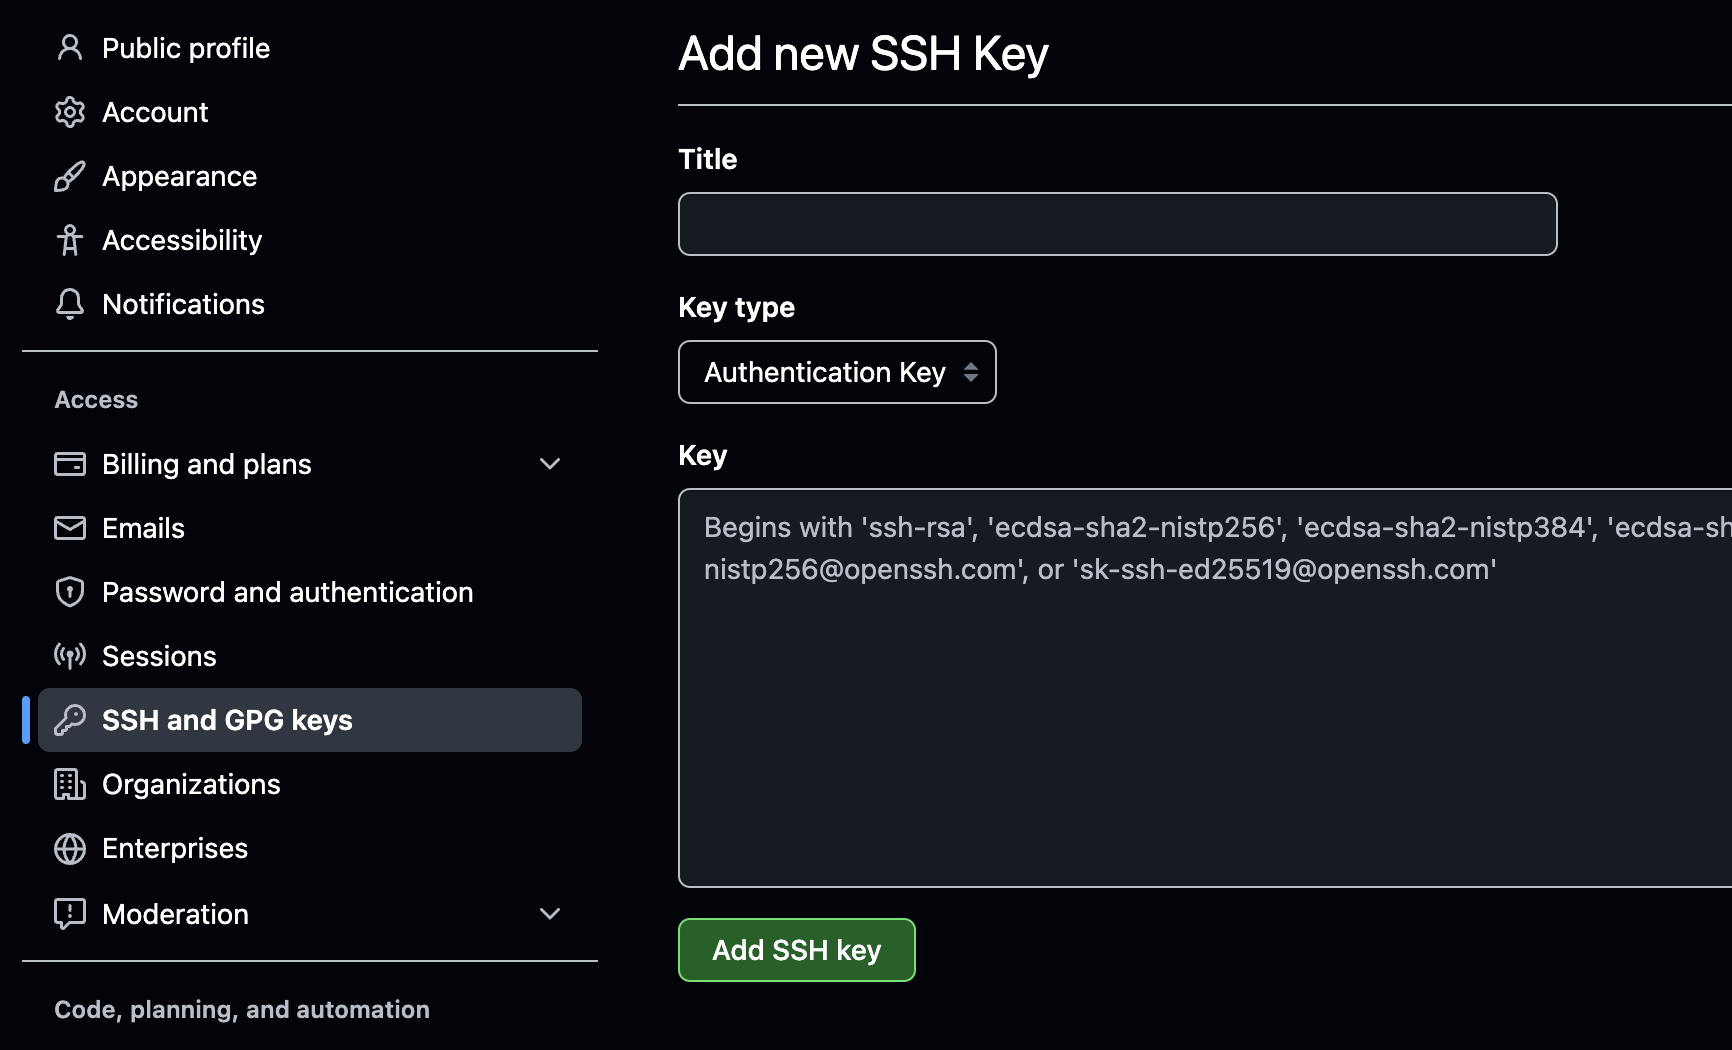 Public profile
Account
Appearance
Accessibility
Notifications
Access
Billing and plans
Emails
Password and authentication
Sessions
SSH and GPG keys
Organizations
Enterprises
Moderation
Code, planning, and automation
Add new SSH Key
Title
Key type
Authentication Key
Key
Begins with 'ssh-rsa', 'ecdsa-sha2-nistp256', 'ecdsa-sha2-nistp384', 'ecdsa-sh
nistp256@openssh.com', or 'sk-ssh-ed25519@openssh.com'
Add SSH key